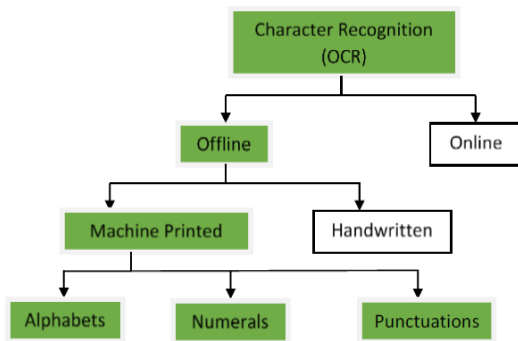 Character Recognition
(OCR)
Offline
Online
Machine Printed
Handwritten
Alphabets
Numerals
Punctuations